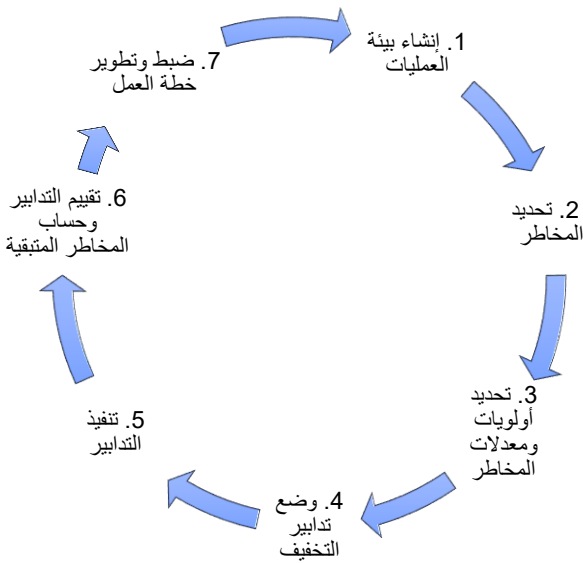 1. إنشاء بيئة
العمليات
2. تحديد
المخاطر
3. تحديد
أولويات
ومعدلات
المخاطر
4. وضع
تدابير
التخفيف
5. تنفيذ
التدابير
6. تقييم التدابير
وحساب
المخاطر المتبقية
7. ضبط وتطوير
خطة العمل